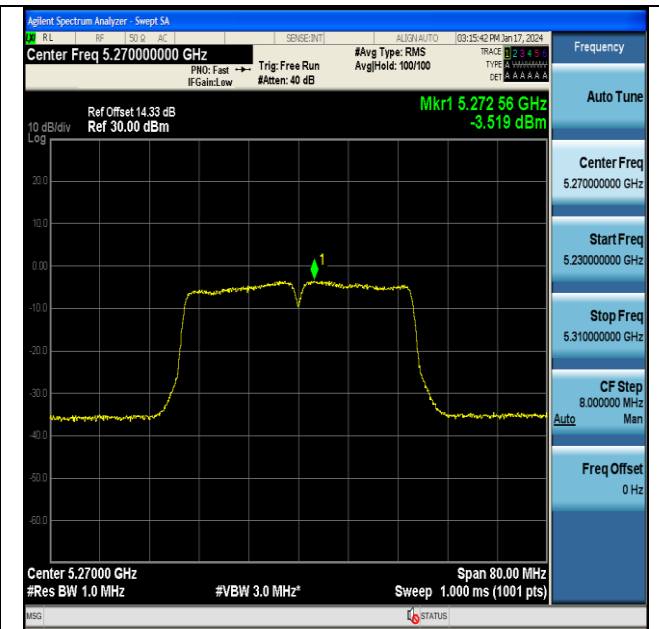 Agilent Spectrum Analyzer - Swept SA
RL RF 50 Ω AC SENSE:INT ALIGN AUTO 03:15:42 PM Jan 17, 2024
Center Freq 5.270000000 GHz
PNO: Fast
IFGain:Low
Trig: Free Run
#Atten: 40 dB
#Avg Type: RMS
Avg|Hold: 100/100
TRACE 1 2 3 4 5 6
TYPE A WWWWW
DET A A A A A A
Ref Offset 14.33 dB
10 dB/div Ref 30.00 dBm
Log
Mkr1 5.272 56 GHz
-3.519 dBm
20.0
10.0
0.00
-10.0
-20.0
-30.0
-40.0
-50.0
-60.0
1
Center 5.27000 GHz Span 80.00 MHz
#Res BW 1.0 MHz #VBW 3.0 MHz* Sweep 1.000 ms (1001 pts)
MSG STATUS
Frequency
Auto Tune
Center Freq
5.270000000 GHz
Start Freq
5.230000000 GHz
Stop Freq
5.310000000 GHz
CF Step
8.000000 MHz
Auto Man
Freq Offset
0 Hz